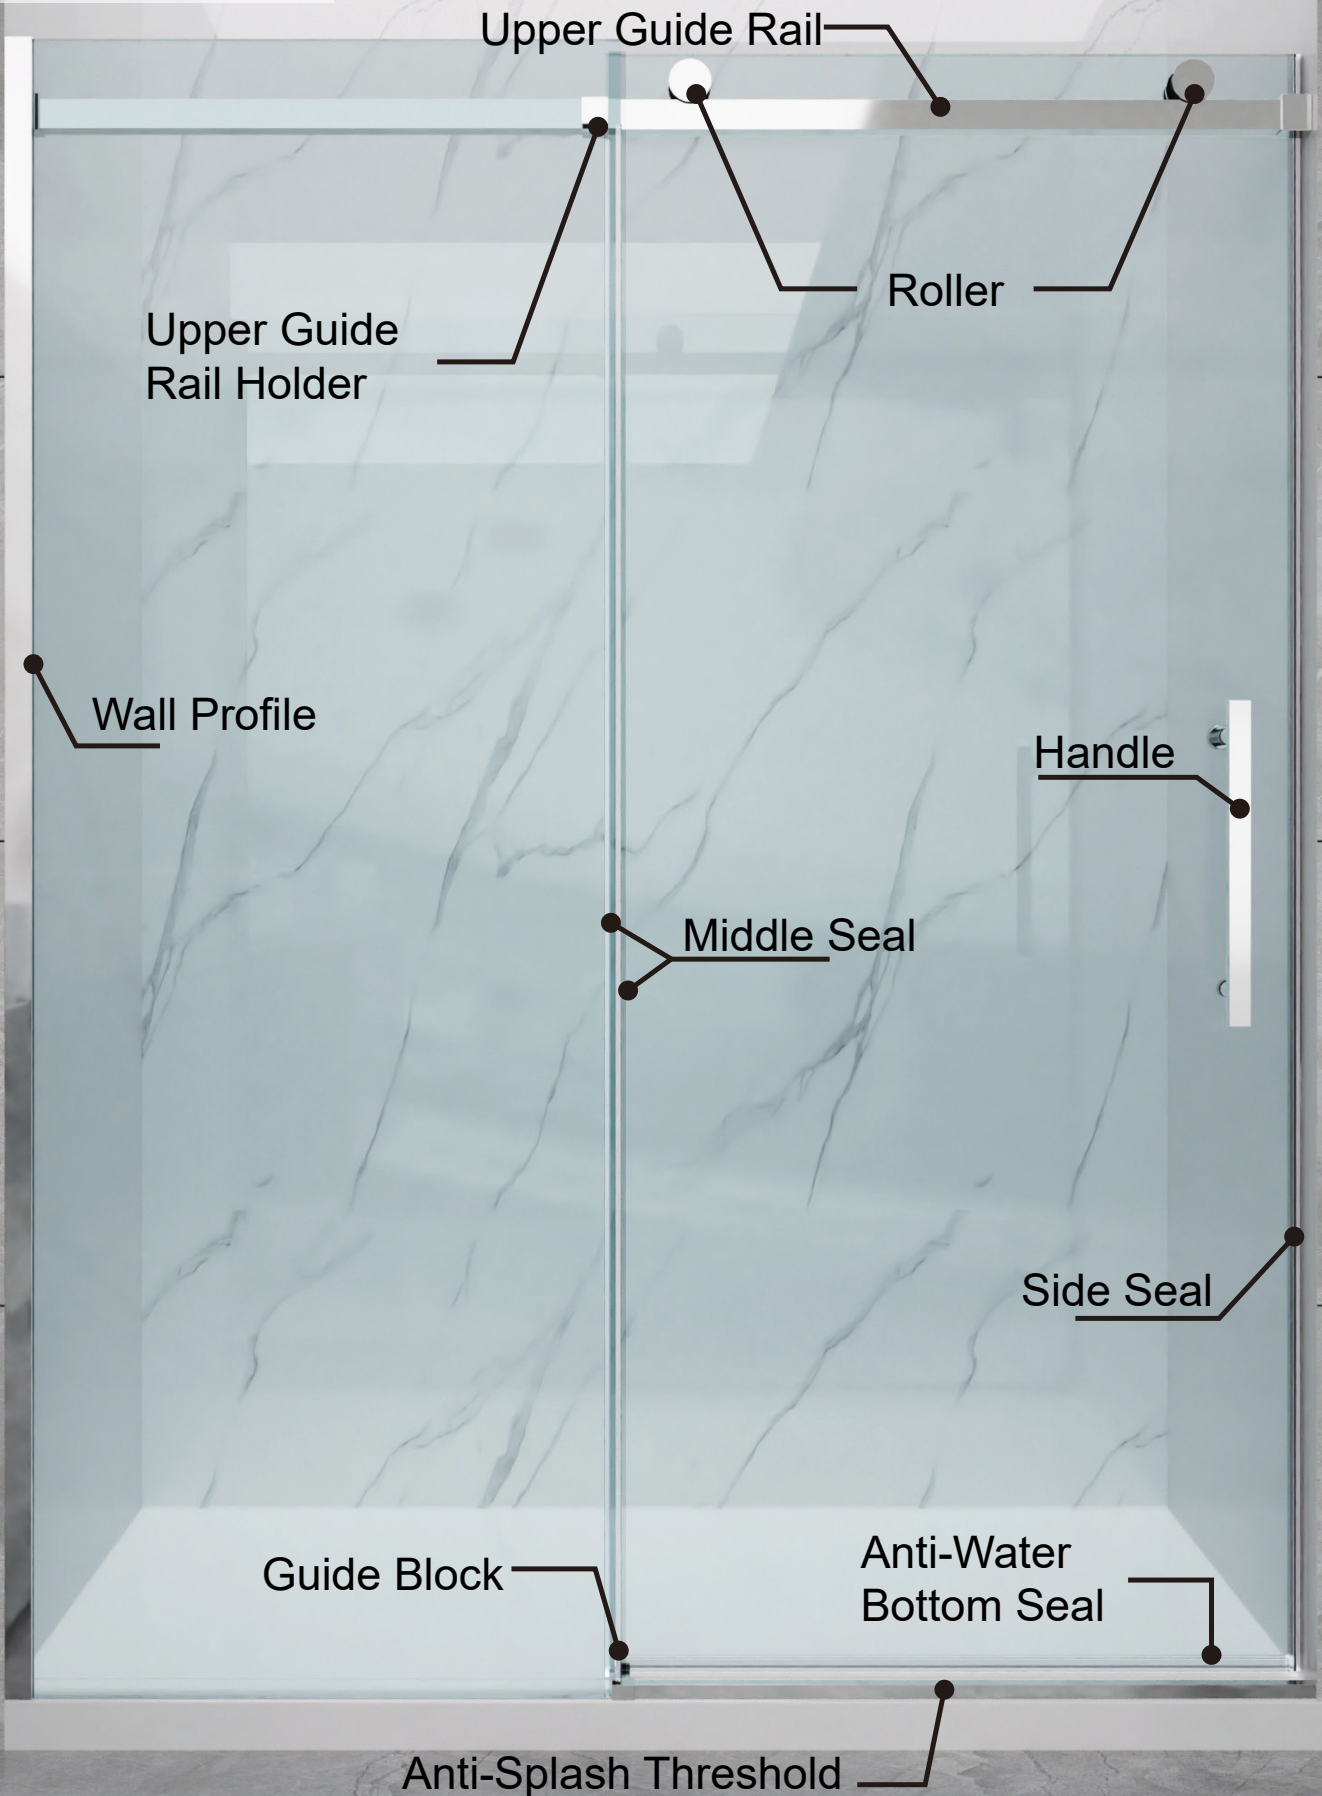 Upper Guide Rail
Roller
Upper Guide
Rail Holder
Wall Profile
Handle
Middle Seal
Side Seal
Guide Block
Anti-Water
Bottom Seal
Anti-Splash Threshold